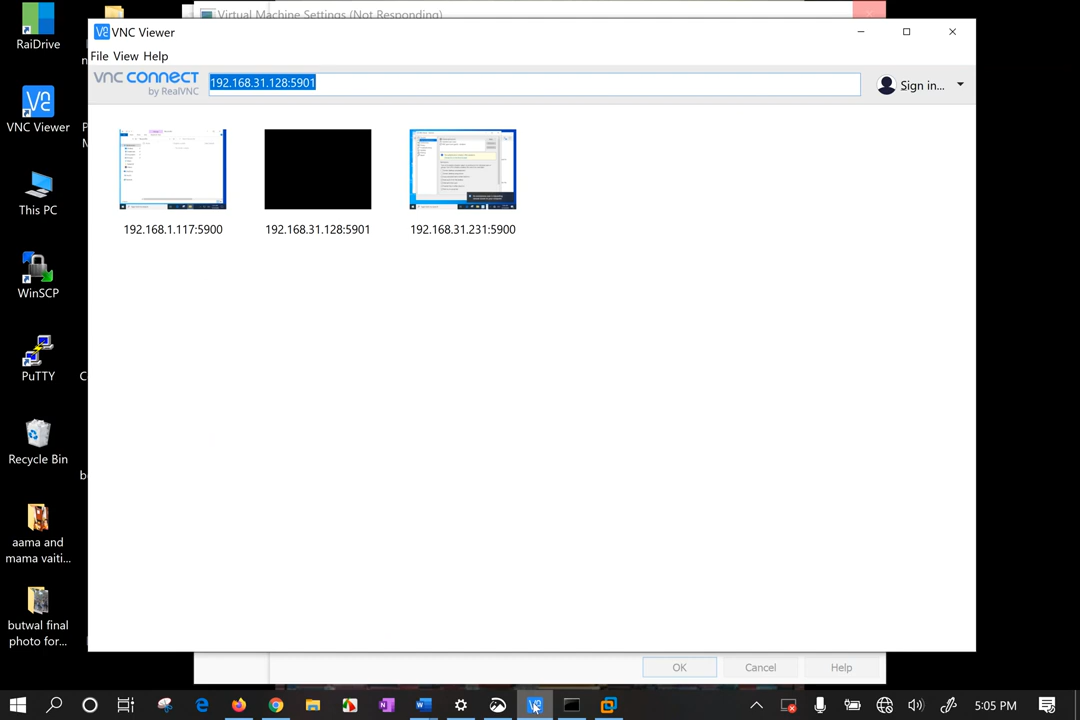 Virtual Machine Settings (Not Responding)
VNC Viewer
File View Help
vnc connect
by RealVNC
192.168.31.128:5901
Sign in...
192.168.1.117:5900
192.168.31.128:5901
192.168.31.231:5900
RaiDrive
VNC Viewer
This PC
WinSCP
PuTTY
Recycle Bin
aama and
mama vaiti...
butwal final
photo for...
OK
Cancel
Help
5:05 PM